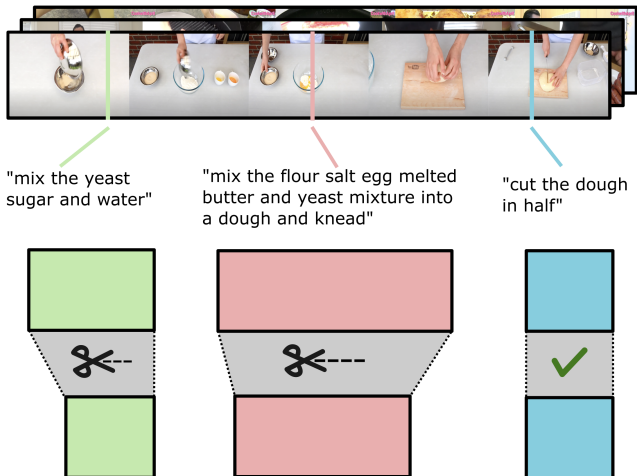 "mix the yeast
sugar and water"
"mix the flour salt egg melted
butter and yeast mixture into
a dough and knead"
"cut the dough
in half"